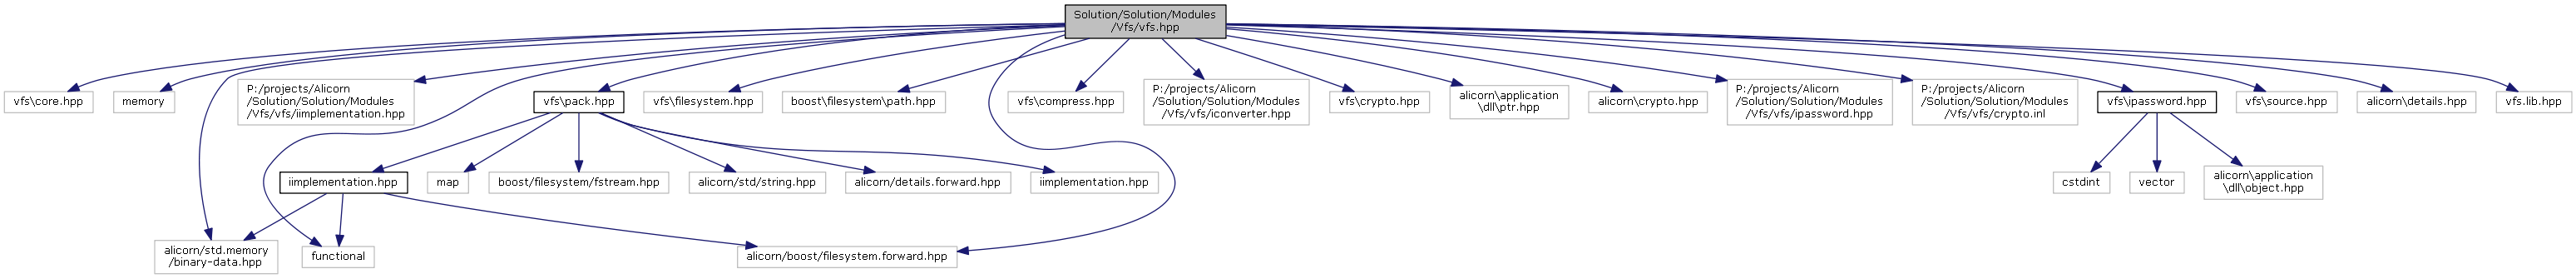 Solution/Solution/Modules
/Vfs/vfs.hpp
vfs\core.hpp
memory
P:/projects/Alicorn
/Solution/Solution/Modules
/Vfs/vfs/iimplementation.hpp
vfs\pack.hpp
vfs\filesystem.hpp
boost\filesystem\path.hpp
vfs\compress.hpp
P:/projects/Alicorn
/Solution/Solution/Modules
/Vfs/vfs/iconverter.hpp
vfs\crypto.hpp
alicorn\application
\dll\ptr.hpp
alicorn\crypto.hpp
P:/projects/Alicorn
/Solution/Solution/Modules
/Vfs/vfs/ipassword.hpp
P:/projects/Alicorn
/Solution/Solution/Modules
/Vfs/vfs/crypto.inl
vfs\ipassword.hpp
vfs\source.hpp
alicorn\details.hpp
vfs.lib.hpp
iimplementation.hpp
map
boost/filesystem/fstream.hpp
alicorn/std/string.hpp
alicorn/details.forward.hpp
iimplementation.hpp
cstdint
vector
alicorn\application
\dll\object.hpp
alicorn/std.memory
/binary-data.hpp
functional
alicorn/boost/filesystem.forward.hpp